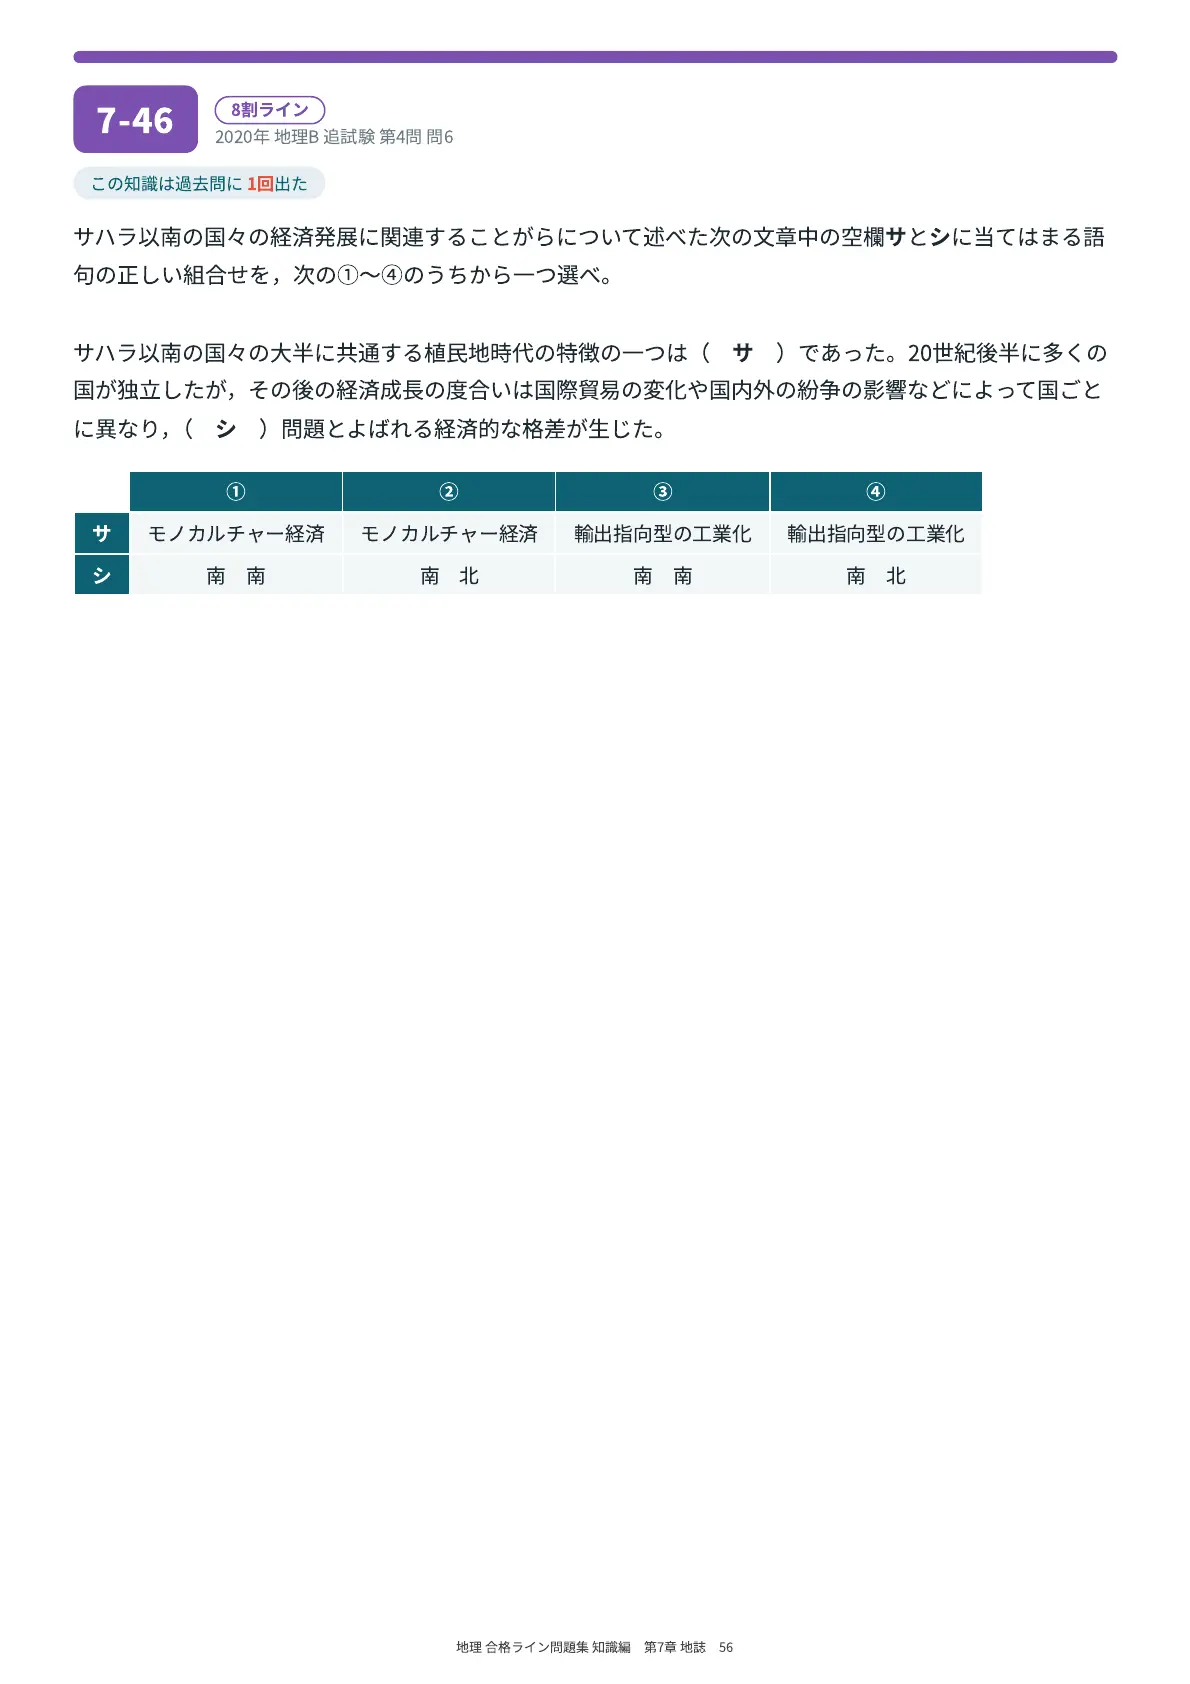 7-46
8割ライン
2020年 地理B 追試験 第4問 問6
この知識は過去問に 1回出た
サハラ以南の国々の経済発展に関連することがらについて述べた次の文章中の空欄サとシに当てはまる語
句の正しい組合せを，次の①～④のうちから一つ選べ。
サハラ以南の国々の大半に共通する植民地時代の特徴の一つは（　サ　）であった。20世紀後半に多くの
国が独立したが，その後の経済成長の度合いは国際貿易の変化や国内外の紛争の影響などによって国ごと
に異なり，（　シ　）問題とよばれる経済的な格差が生じた。
① ② ③ ④
サ モノカルチャー経済 モノカルチャー経済 輸出指向型の工業化 輸出指向型の工業化
シ 南　南 南　北 南　南 南　北
地理 合格ライン問題集 知識編　第7章 地誌　56